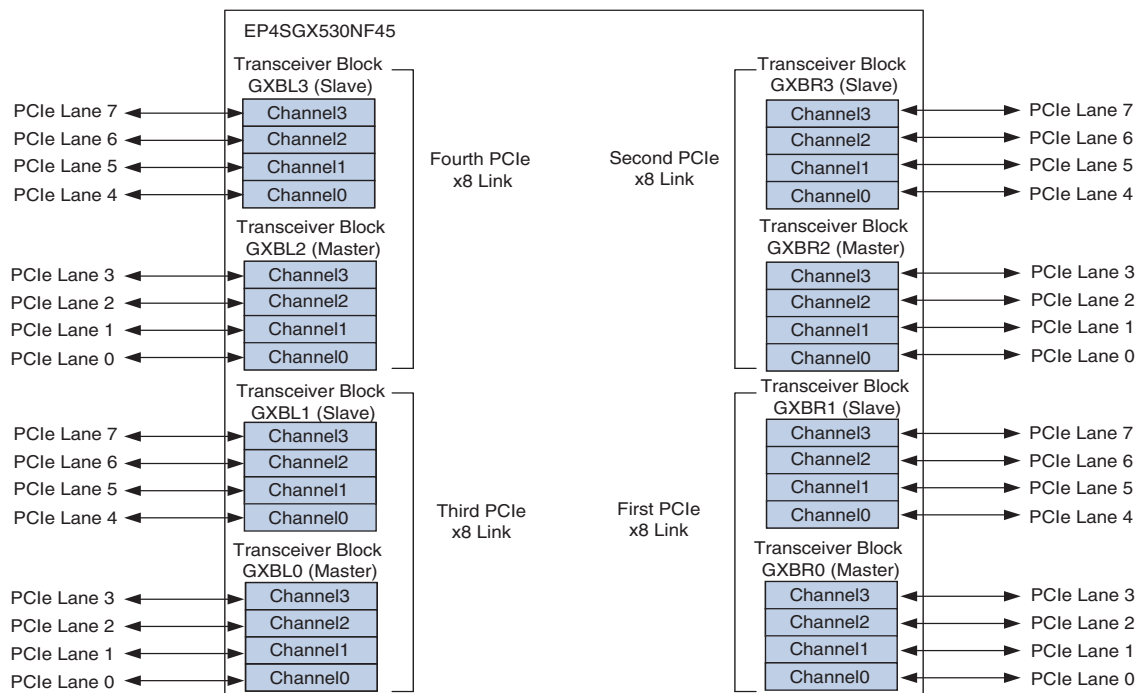 EP4SGX530NF45
Transceiver Block
GXBL3 (Slave)
PCIe Lane 7
Channel3
PCIe Lane 6
Channel2
PCIe Lane 5
Channel1
PCIe Lane 4
Channel0
Fourth PCIe
x8 Link
Transceiver Block
GXBL2 (Master)
PCIe Lane 3
Channel3
PCIe Lane 2
Channel2
PCIe Lane 1
Channel1
PCIe Lane 0
Channel0
Transceiver Block
GXBL1 (Slave)
PCIe Lane 7
Channel3
PCIe Lane 6
Channel2
PCIe Lane 5
Channel1
PCIe Lane 4
Channel0
Third PCIe
x8 Link
Transceiver Block
GXBL0 (Master)
PCIe Lane 3
Channel3
PCIe Lane 2
Channel2
PCIe Lane 1
Channel1
PCIe Lane 0
Channel0
Transceiver Block
GXBR3 (Slave)
Channel3
PCIe Lane 7
Channel2
PCIe Lane 6
Channel1
PCIe Lane 5
Channel0
PCIe Lane 4
Second PCIe
x8 Link
Transceiver Block
GXBR2 (Master)
Channel3
PCIe Lane 3
Channel2
PCIe Lane 2
Channel1
PCIe Lane 1
Channel0
PCIe Lane 0
Transceiver Block
GXBR1 (Slave)
Channel3
PCIe Lane 7
Channel2
PCIe Lane 6
Channel1
PCIe Lane 5
Channel0
PCIe Lane 4
First PCIe
x8 Link
Transceiver Block
GXBR0 (Master)
Channel3
PCIe Lane 3
Channel2
PCIe Lane 2
Channel1
PCIe Lane 1
Channel0
PCIe Lane 0